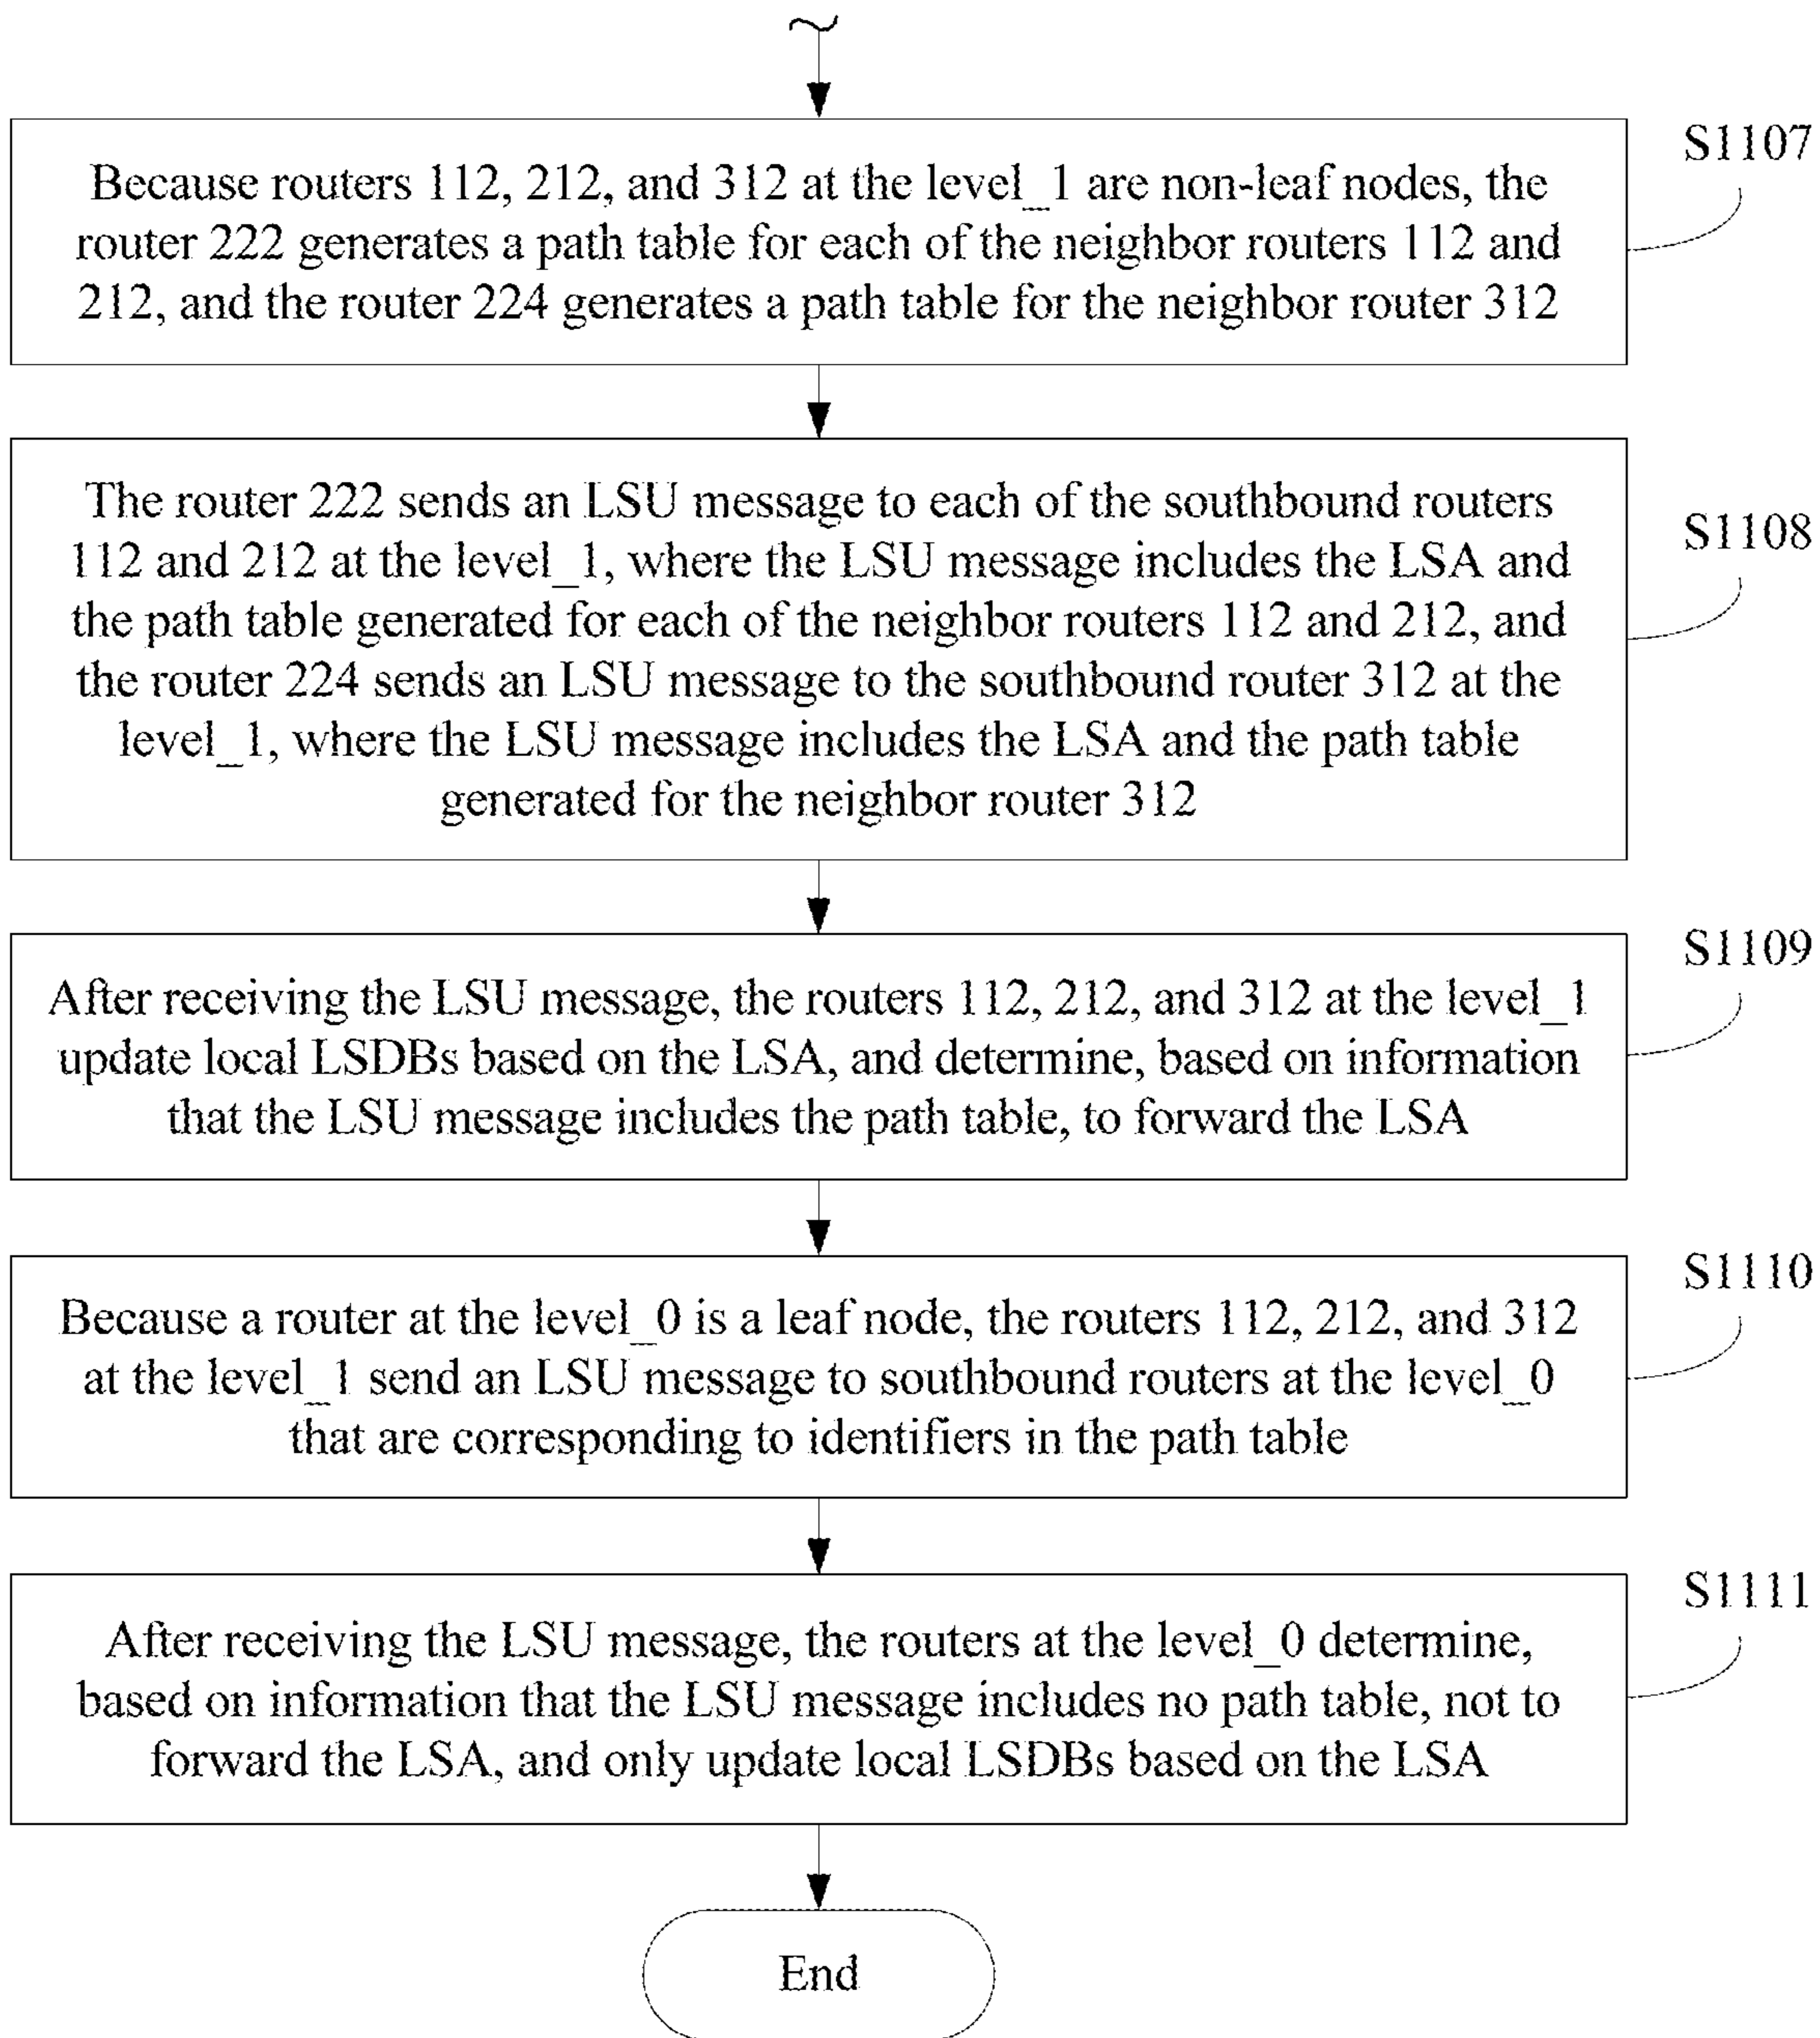 Because routers 112, 212, and 312 at the level_1 are non-leaf nodes, the
router 222 generates a path table for each of the neighbor routers 112 and
212, and the router 224 generates a path table for the neighbor router 312
S1107
The router 222 sends an LSU message to each of the southbound routers
112 and 212 at the level_1, where the LSU message includes the LSA and
the path table generated for each of the neighbor routers 112 and 212, and
the router 224 sends an LSU message to the southbound router 312 at the
level_1, where the LSU message includes the LSA and the path table
generated for the neighbor router 312
S1108
After receiving the LSU message, the routers 112, 212, and 312 at the level_1
update local LSDBs based on the LSA, and determine, based on information
that the LSU message includes the path table, to forward the LSA
S1109
Because a router at the level_0 is a leaf node, the routers 112, 212, and 312
at the level_1 send an LSU message to southbound routers at the level_0
that are corresponding to identifiers in the path table
S1110
After receiving the LSU message, the routers at the level_0 determine,
based on information that the LSU message includes no path table, not to
forward the LSA, and only update local LSDBs based on the LSA
S1111
End